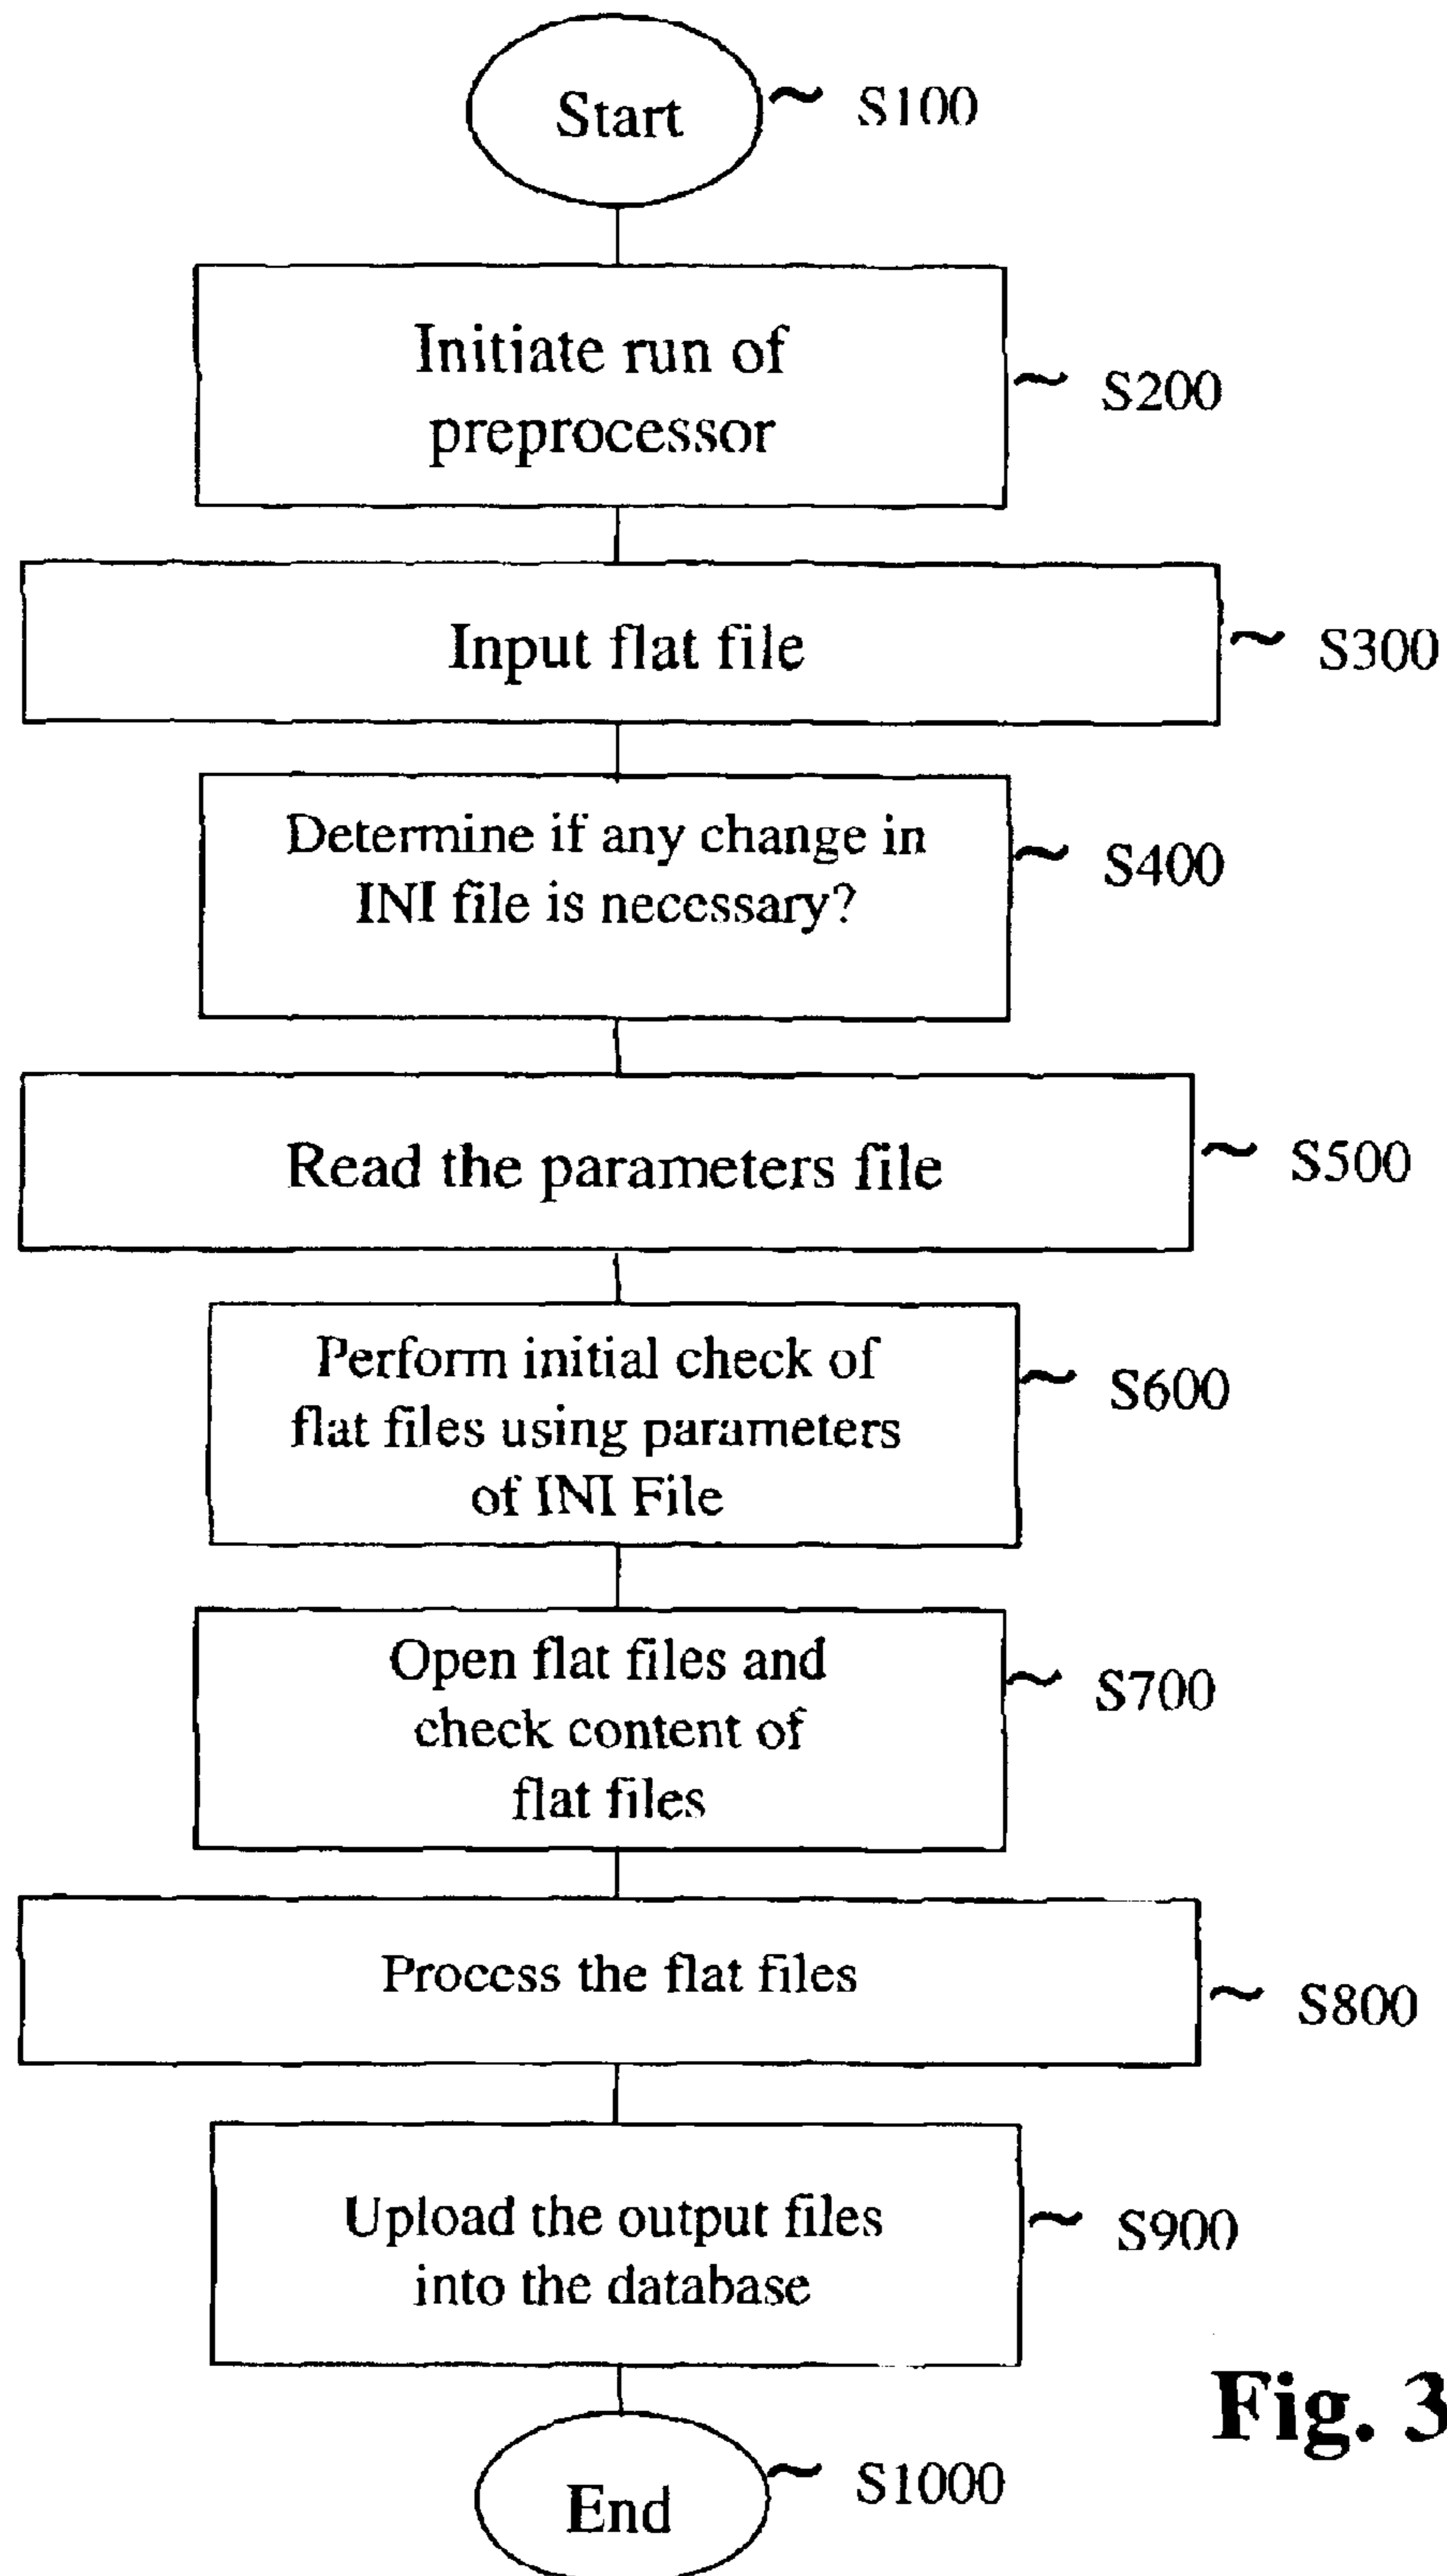 Start
S100
Initiate run of
preprocessor
S200
Input flat file
S300
Determine if any change in
INI file is necessary?
S400
Read the parameters file
S500
Perform initial check of
flat files using parameters
of INI File
S600
Open flat files and
check content of
flat files
S700
Process the flat files
S800
Upload the output files
into the database
S900
Fig. 3
End
S1000